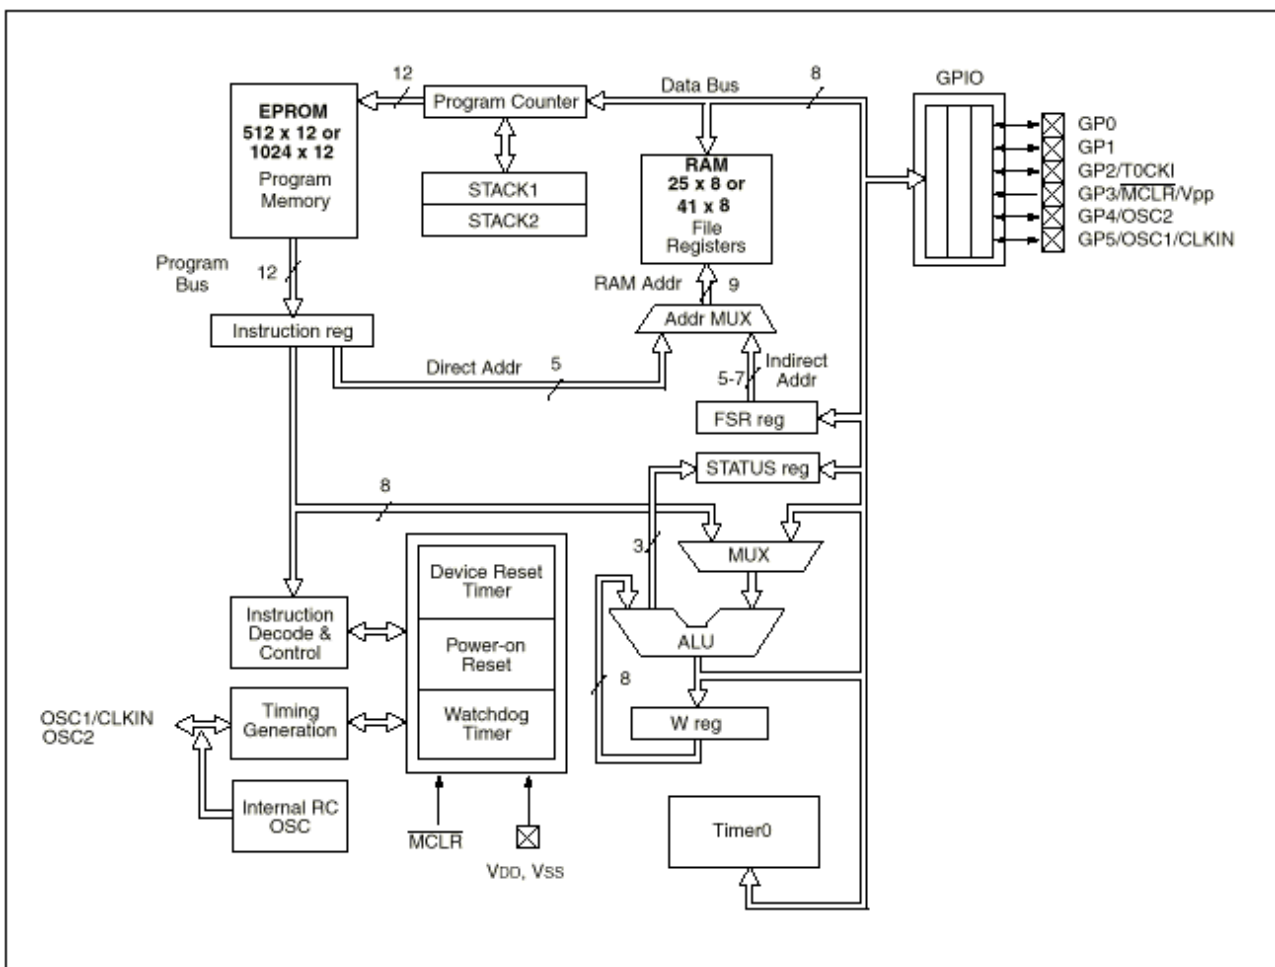 12
Data Bus
8
GPIO
EPROM
512 x 12 or
1024 x 12
Program
Memory
Program Counter
STACK1
STACK2
RAM
25 x 8 or
41 x 8
File
Registers
GP0
GP1
GP2/T0CKI
GP3/MCLR/Vpp
GP4/OSC2
GP5/OSC1/CLKIN
Program
Bus
12
RAM Addr
9
Addr MUX
Instruction reg
Direct Addr
5
5-7
Indirect
Addr
FSR reg
STATUS reg
8
3
MUX
Device Reset
Timer
Power-on
Reset
Watchdog
Timer
Instruction
Decode &
Control
ALU
8
W reg
OSC1/CLKIN
OSC2
Timing
Generation
Internal RC
OSC
MCLR
VDD, VSS
Timer0